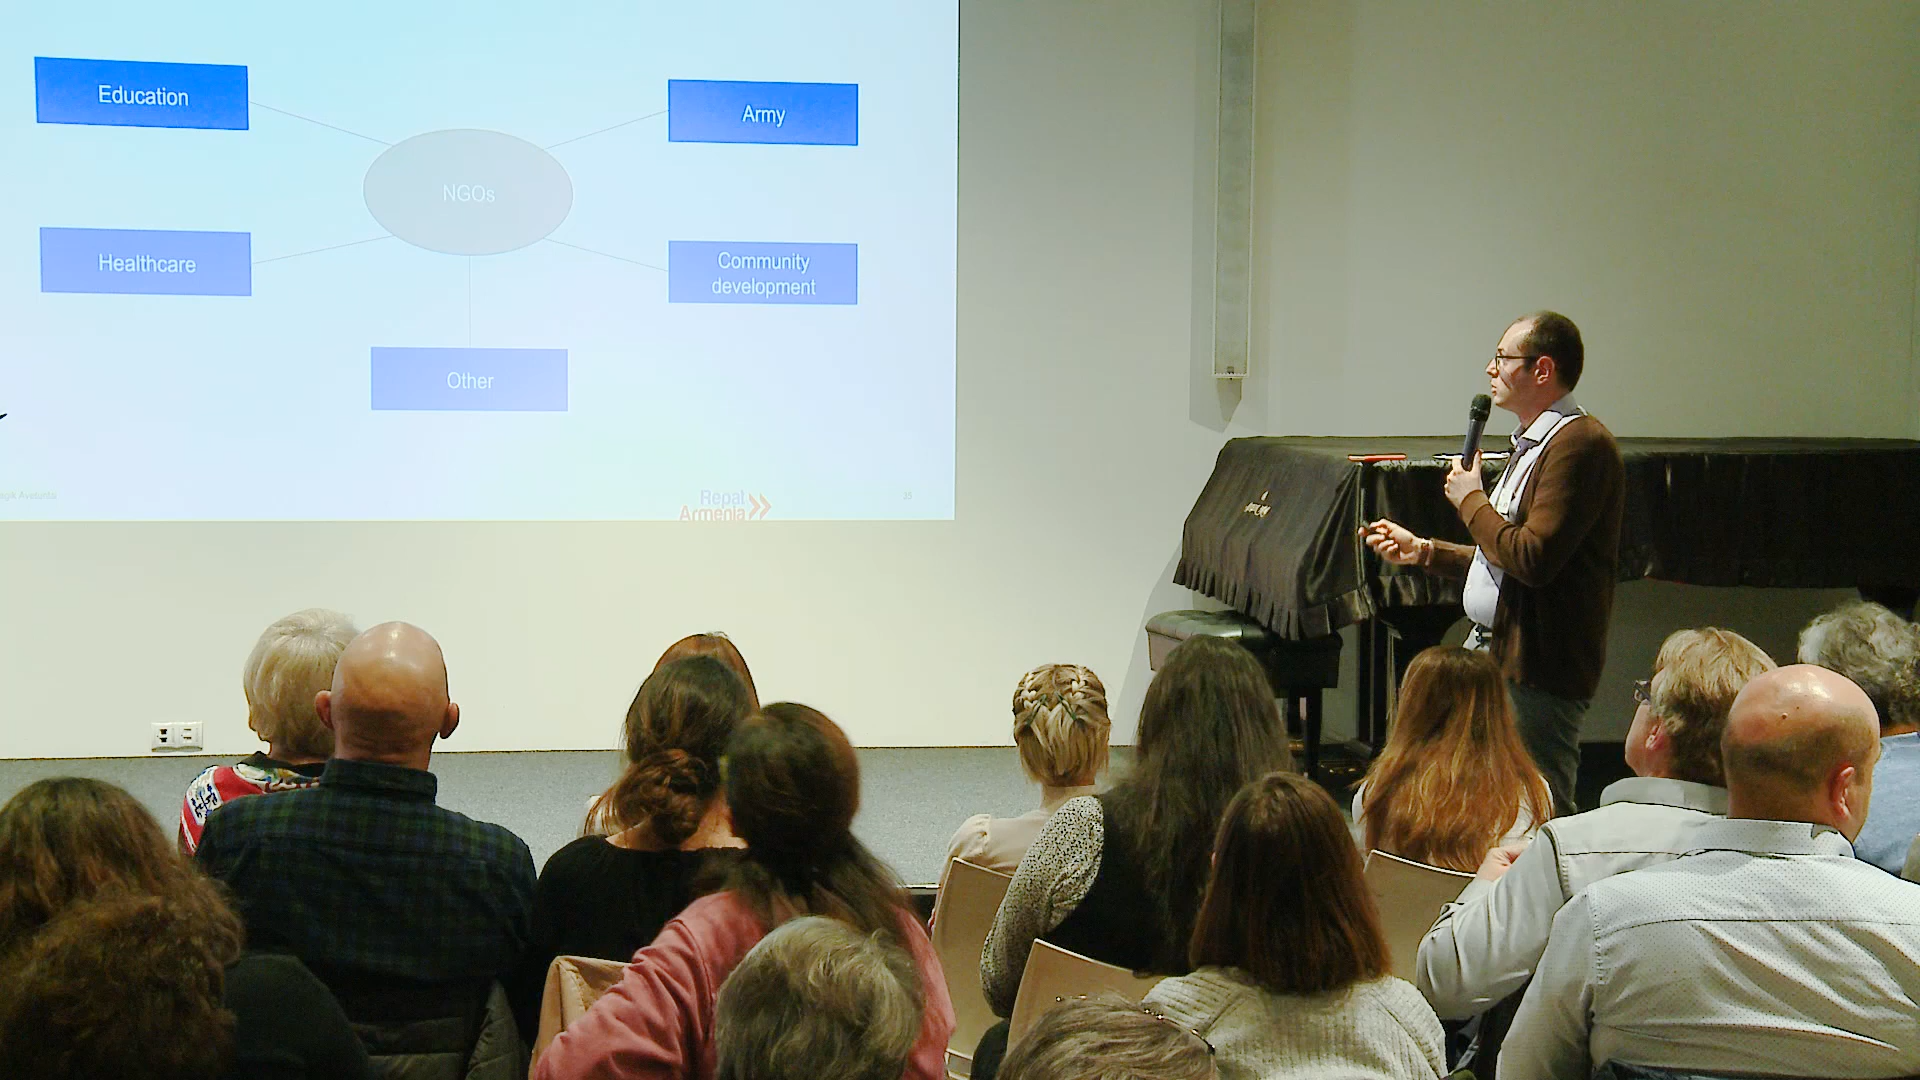 Education
Army
NGOs
Healthcare
Community
development
Other
Repat
Armenia